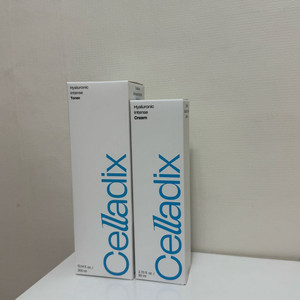 Hyaluronic
Intense
Toner
Celladix
Hyaluronic
Intense
Cream
Celladix